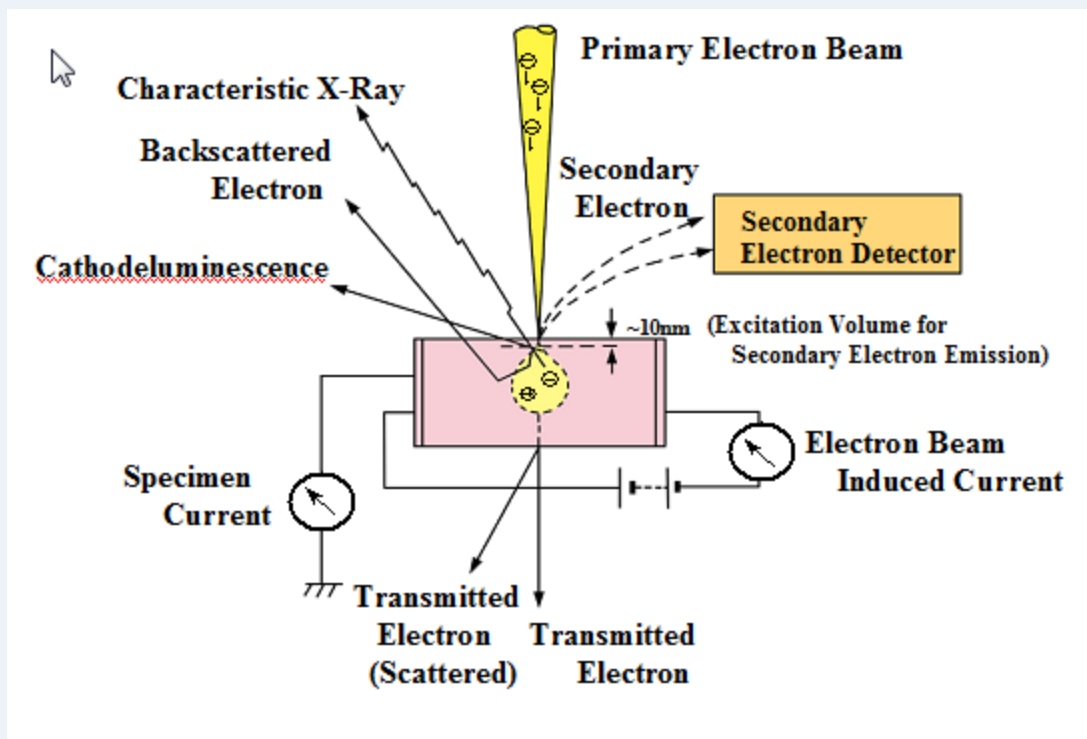 Primary Electron Beam
Characteristic X-Ray
Backscattered
Electron
Secondary
Electron
Secondary
Electron Detector
Cathodeluminescence
~10nm (Excitation Volume for
Secondary Electron Emission)
Electron Beam
Induced Current
Specimen
Current
Transmitted
Electron
(Scattered)
Transmitted
Electron